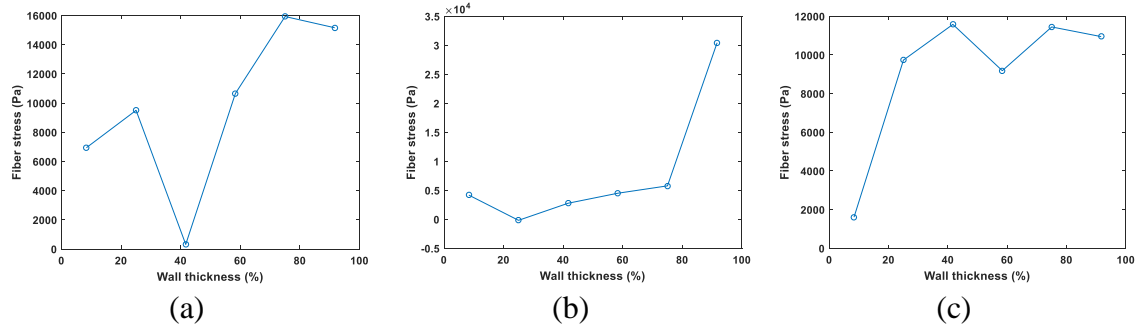 16000
14000
12000
10000
8000
6000
4000
2000
0
0 20 40 60 80 100
Fiber stress (Pa)
Wall thickness (%)
(a)
×10⁴
3.5
3
2.5
2
1.5
1
0.5
0
-0.5
0 20 40 60 80 100
Fiber stress (Pa)
Wall thickness (%)
(b)
12000
10000
8000
6000
4000
2000
0
0 20 40 60 80 100
Fiber stress (Pa)
Wall thickness (%)
(c)